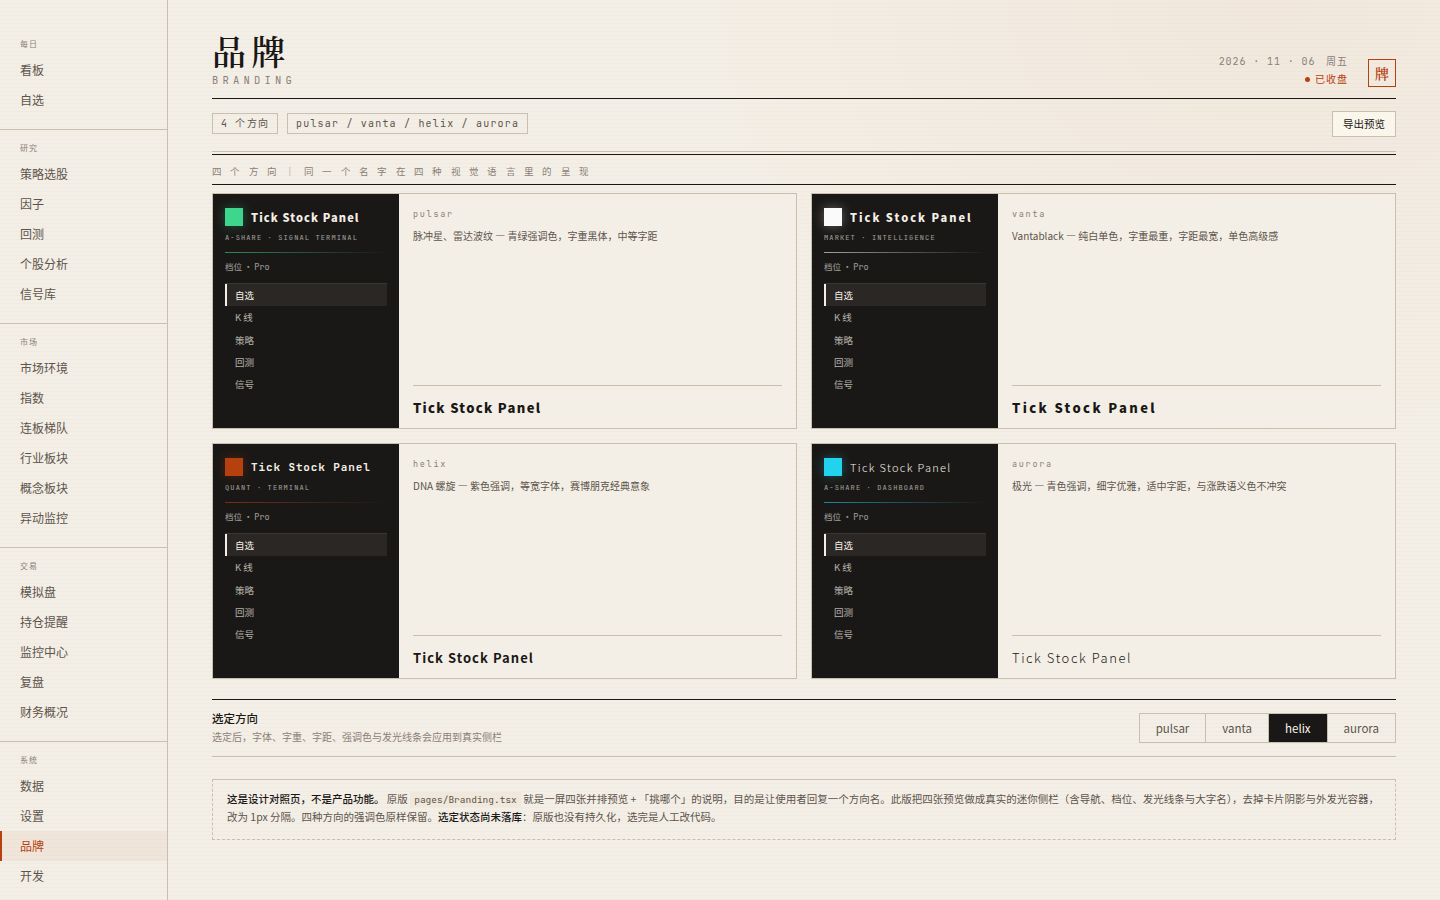 每日
看板
自选
研究
策略选股
因子
回测
个股分析
信号库
市场
市场环境
指数
连板梯队
行业板块
概念板块
异动监控
交易
模拟盘
持仓提醒
监控中心
复盘
财务概况
系统
数据
设置
品牌
开发
品牌
BRANDING
2026 · 11 · 06 周五
已收盘
牌
4 个方向
pulsar / vanta / helix / aurora
导出预览
四个方向｜同一个名字在四种视觉语言里的呈现
Tick Stock Panel
A-SHARE · SIGNAL TERMINAL
档位 · Pro
自选
K 线
策略
回测
信号
pulsar
脉冲星、雷达波纹 — 青绿强调色，字重黑体，中等字距
Tick Stock Panel
Tick Stock Panel
MARKET · INTELLIGENCE
档位 · Pro
自选
K 线
策略
回测
信号
vanta
Vantablack — 纯白单色，字重最重，字距最宽，单色高级感
Tick Stock Panel
Tick Stock Panel
QUANT · TERMINAL
档位 · Pro
自选
K 线
策略
回测
信号
helix
DNA 螺旋 — 紫色强调，等宽字体，赛博朋克经典意象
Tick Stock Panel
Tick Stock Panel
A-SHARE · DASHBOARD
档位 · Pro
自选
K 线
策略
回测
信号
aurora
极光 — 青色强调，细字优雅，适中字距，与涨跌语义色不冲突
Tick Stock Panel
选定方向
选定后，字体、字重、字距、强调色与发光线条会应用到真实侧栏
pulsar
vanta
helix
aurora
这是设计对照页，不是产品功能。 原版 pages/Branding.tsx 就是一屏四张并排预览 + 「挑哪个」的说明，目的是让使用者回复一个方向名。此版把四张预览做成真实的迷你侧栏（含导航、档位、发光线条与大字名），去掉卡片阴影与外发光容器，
改为 1px 分隔。四种方向的强调色原样保留。选定状态尚未落库：原版也没有持久化，选完是人工改代码。